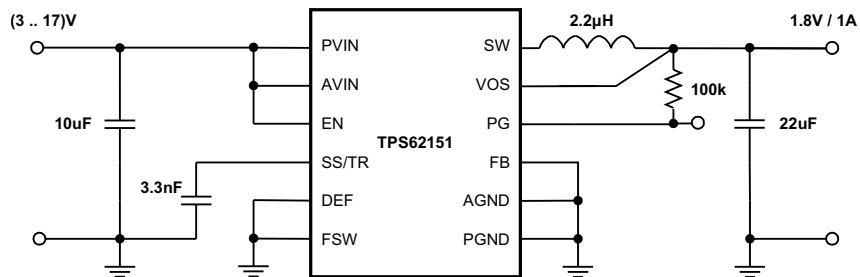 (3 .. 17)V
2.2µH
1.8V / 1A
PVIN
SW
AVIN
VOS
100k
10uF
EN
PG
22uF
TPS62151
SS/TR
FB
3.3nF
DEF
AGND
FSW
PGND